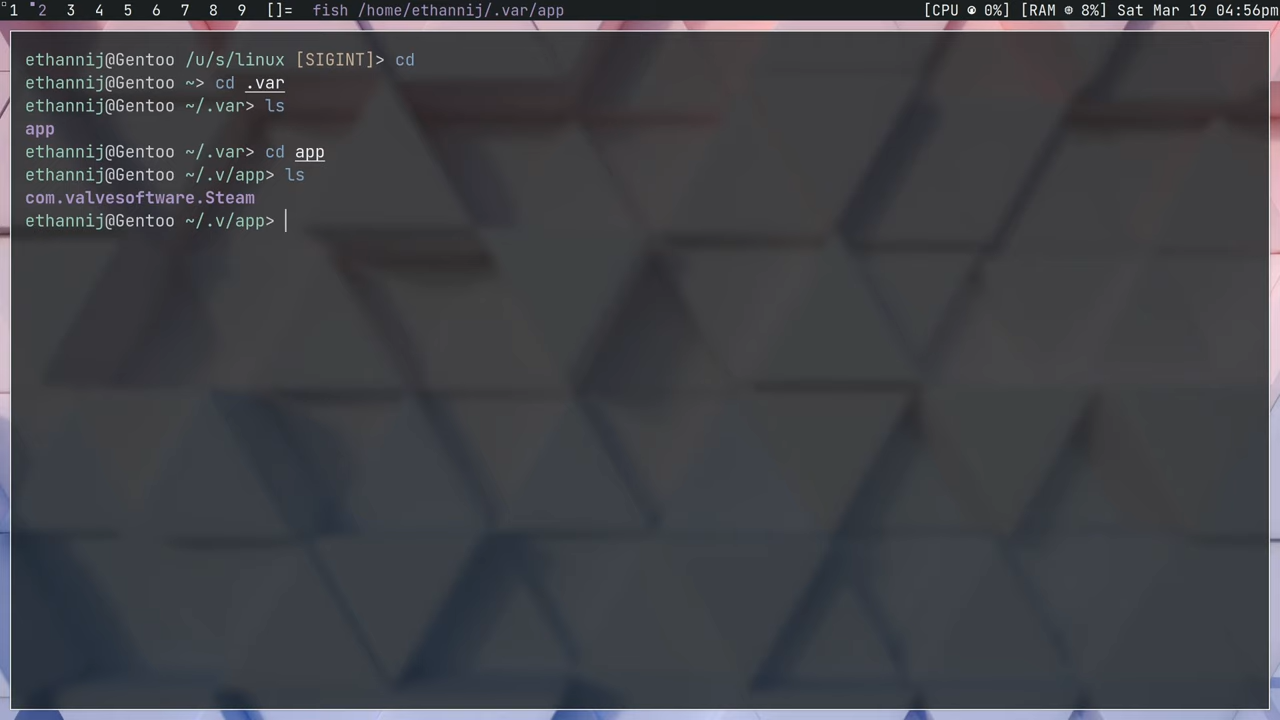 1 2 3 4 5 6 7 8 9 []= fish /home/ethannij/.var/app [CPU 0%] [RAM 8%] Sat Mar 19 04:56pm
ethannij@Gentoo /u/s/linux [SIGINT]> cd
ethannij@Gentoo ~> cd .var
ethannij@Gentoo ~/.var> ls
app
ethannij@Gentoo ~/.var> cd app
ethannij@Gentoo ~/.v/app> ls
com.valvesoftware.Steam
ethannij@Gentoo ~/.v/app>